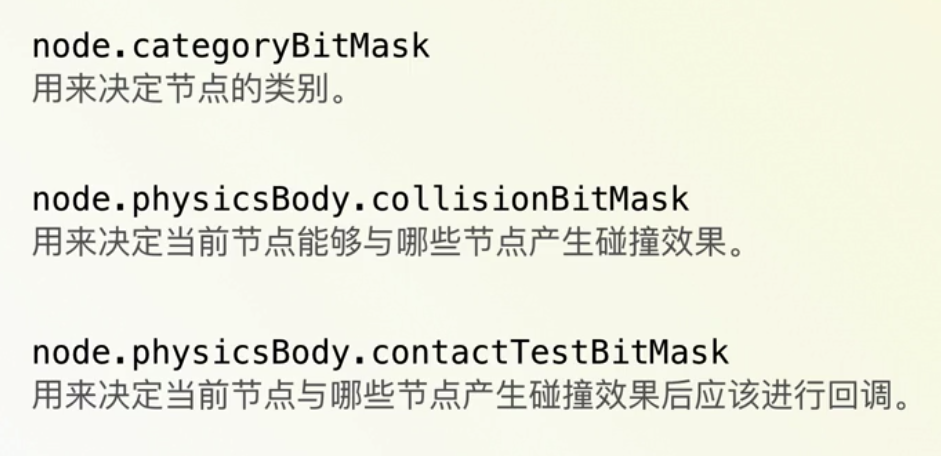 node.categoryBitMask
用来决定节点的类别。
node.physicsBody.collisionBitMask
用来决定当前节点能够与哪些节点产生碰撞效果。
node.physicsBody.contactTestBitMask
用来决定当前节点与哪些节点产生碰撞效果后应该进行回调。